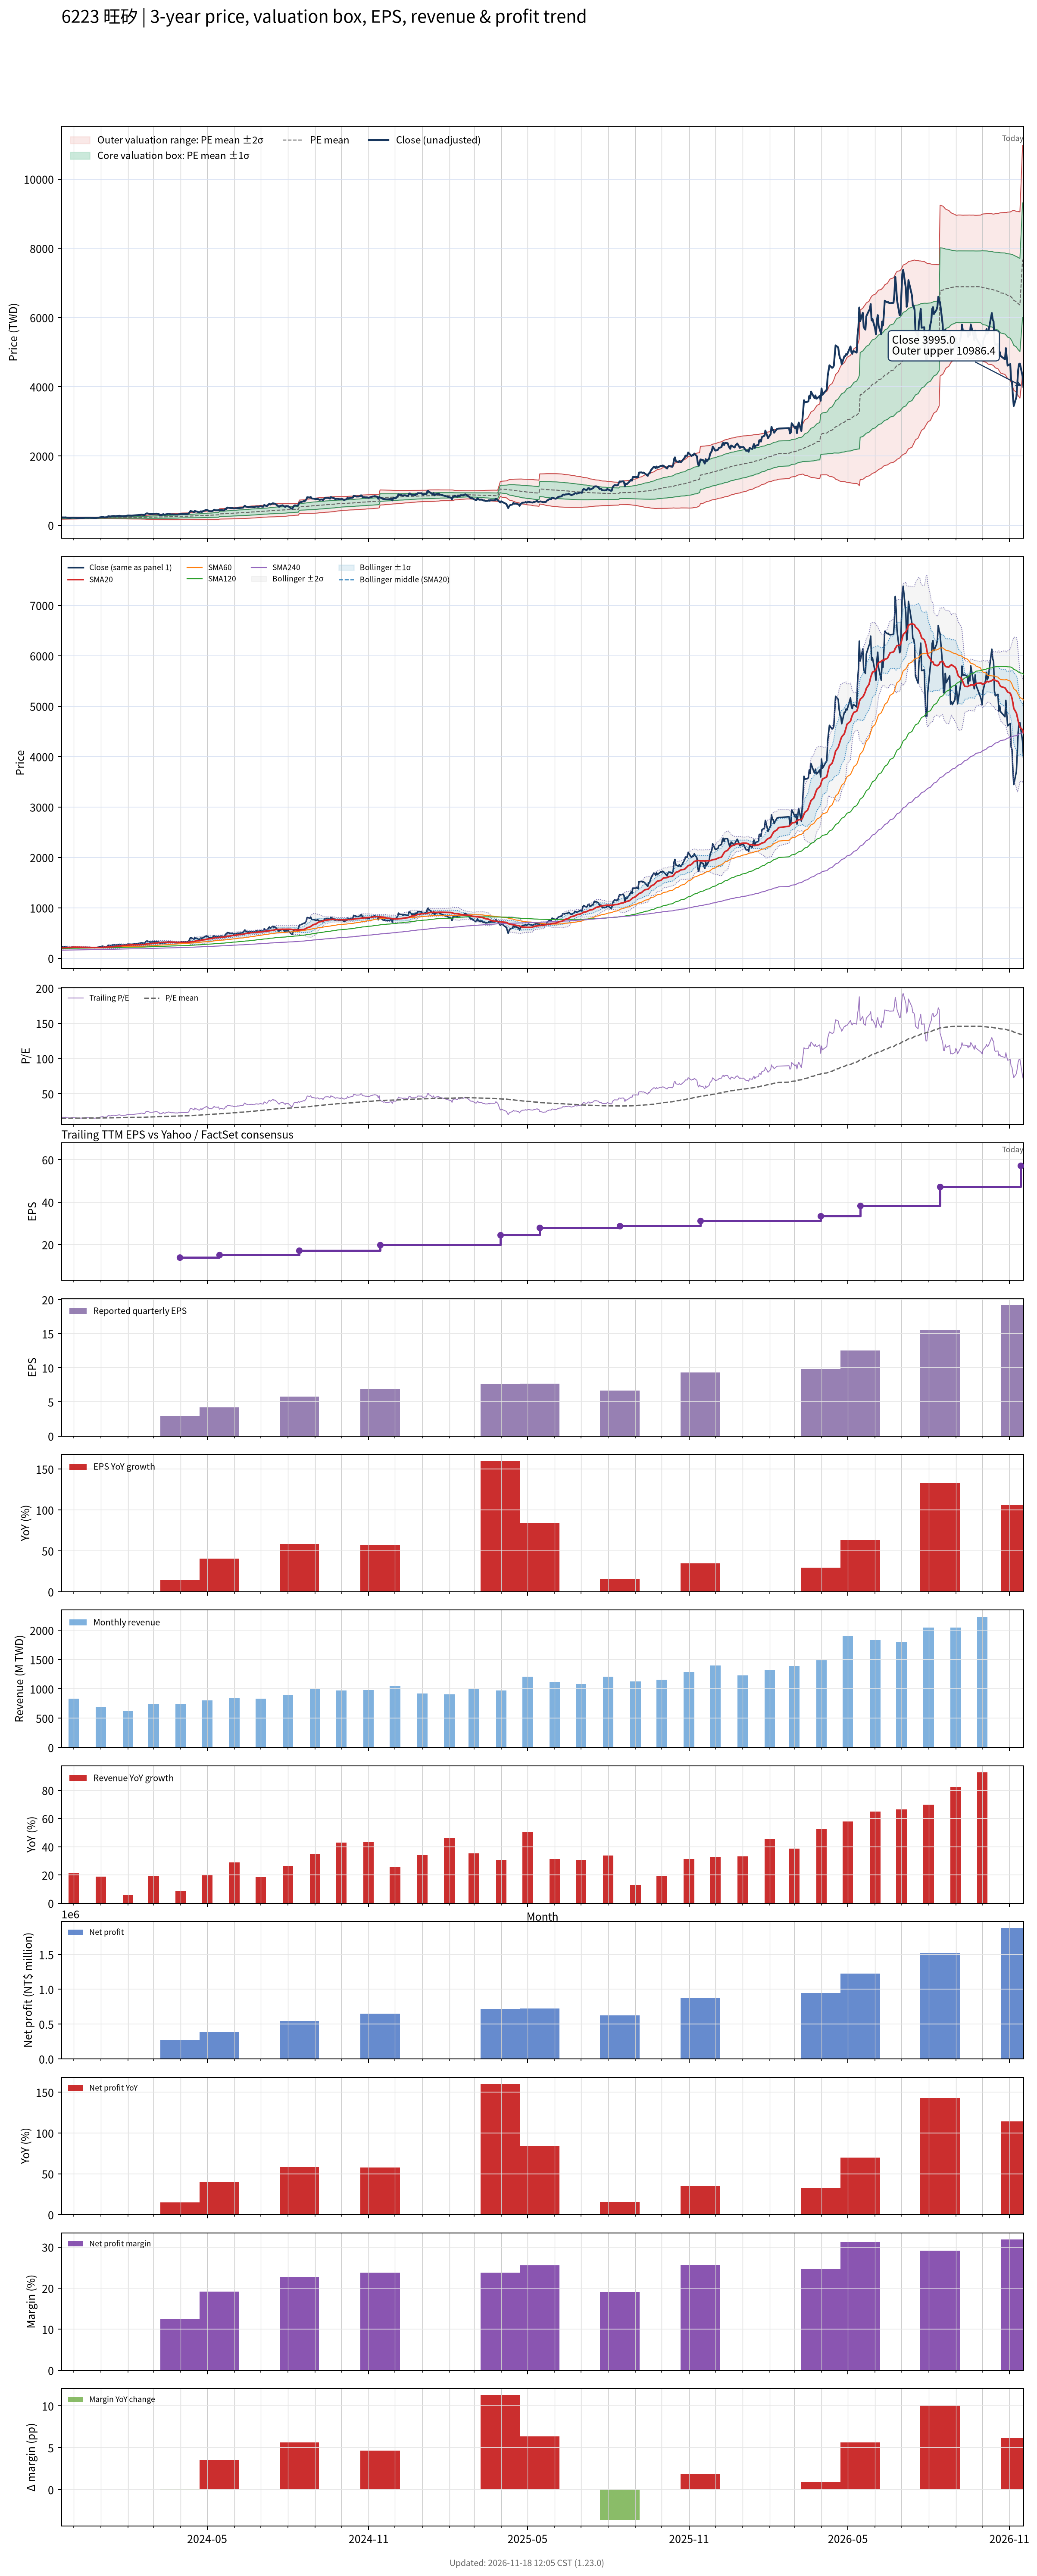 6223 旺矽 | 3-year price, valuation box, EPS, revenue & profit trend
Outer valuation range: PE mean ±2σ
Core valuation box: PE mean ±1σ
PE mean
Close (unadjusted)
Today
Close 3995.0
Outer upper 10986.4
Price (TWD)
10000
8000
6000
4000
2000
0
Close (same as panel 1)
SMA20
SMA60
SMA120
SMA240
Bollinger ±2σ
Bollinger ±1σ
Bollinger middle (SMA20)
Price
7000
6000
5000
4000
3000
2000
1000
0
Trailing P/E
P/E mean
P/E
200
150
100
50
Trailing TTM EPS vs Yahoo / FactSet consensus
Today
EPS
60
40
20
Reported quarterly EPS
EPS
20
15
10
5
0
EPS YoY growth
YoY (%)
150
100
50
0
Monthly revenue
Revenue (M TWD)
2000
1500
1000
500
0
Revenue YoY growth
YoY (%)
80
60
40
20
0
Month
1e6
Net profit
Net profit (NT$ million)
1.5
1.0
0.5
0.0
Net profit YoY
YoY (%)
150
100
50
0
Net profit margin
Margin (%)
30
20
10
0
Margin YoY change
Δ margin (pp)
10
5
0
2024-05
2024-11
2025-05
2025-11
2026-05
2026-11
Updated: 2026-11-18 12:05 CST (1.23.0)